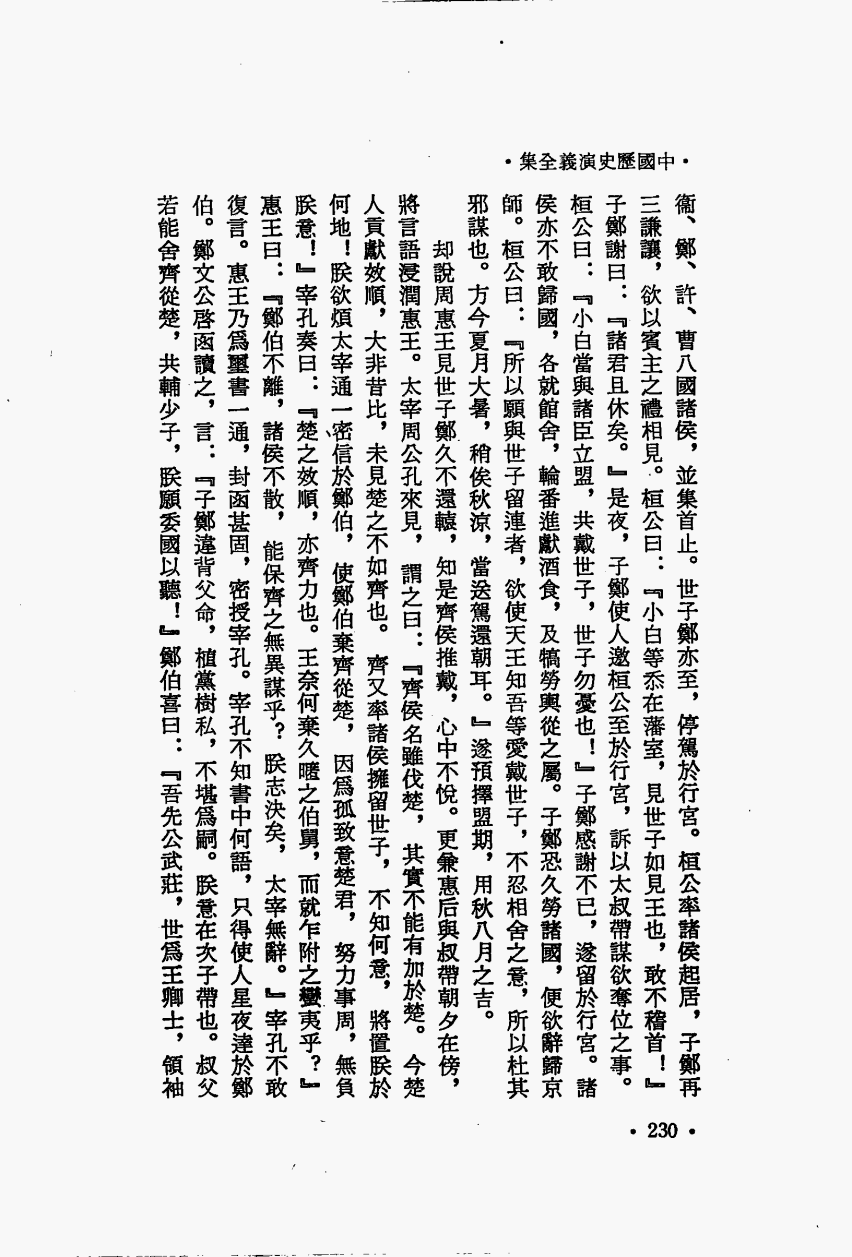 ·中國歷史演義全集·
衞、鄭、許、曹八國諸侯，並集首止。世子鄭亦至，停駕於行宮。桓公率諸侯起居，子鄭再
三謙讓，欲以賓主之禮相見。桓公曰：『小白等忝在藩室，見世子如見王也，敢不稽首！』
子鄭謝曰：『諸君且休矣。』是夜，子鄭使人邀桓公至於行宮，訴以太叔帶謀欲奪位之事。
桓公曰：『小白當與諸臣立盟，共戴世子，世子勿憂也！』子鄭感謝不已，遂留於行宮。諸
侯亦不敢歸國，各就館舍，輪番進獻酒食，及犒勞輿從之屬。子鄭恐久勞諸國，便欲辭歸京
師。桓公曰：『所以願與世子留連者，欲使天王知吾等愛戴世子，不忍相舍之意，所以杜其
邪謀也。方今夏月大暑，稍俟秋涼，當送駕還朝耳。』遂預擇盟期，用秋八月之吉。
却說周惠王見世子鄭久不還轅，知是齊侯推戴，心中不悅。更兼惠后與叔帶朝夕在傍，
將言語浸潤惠王。太宰周公孔來見，謂之曰：『齊侯名雖伐楚，其實不能有加於楚。今楚
人貢獻效順，大非昔比，未見楚之不如齊也。齊又率諸侯擁留世子，不知何意，將置朕於
何地！朕欲煩太宰通一密信於鄭伯，使鄭伯棄齊從楚，因爲孤致意楚君，努力事周，無負
朕意！』宰孔奏曰：『楚之效順，亦齊力也。王奈何棄久暱之伯舅，而就乍附之蠻夷乎？』
惠王曰：『鄭伯不離，諸侯不散，能保齊之無異謀乎？朕志決矣，太宰無辭。』宰孔不敢
復言。惠王乃爲璽書一通，封函甚固，密授宰孔。宰孔不知書中何語，只得使人星夜達於鄭
伯。鄭文公啓函讀之，言：『子鄭違背父命，植黨樹私，不堪爲嗣。朕意在次子帶也。叔父
若能舍齊從楚，共輔少子，朕願委國以聽！』鄭伯喜曰：『吾先公武莊，世爲王卿士，領袖
·230·